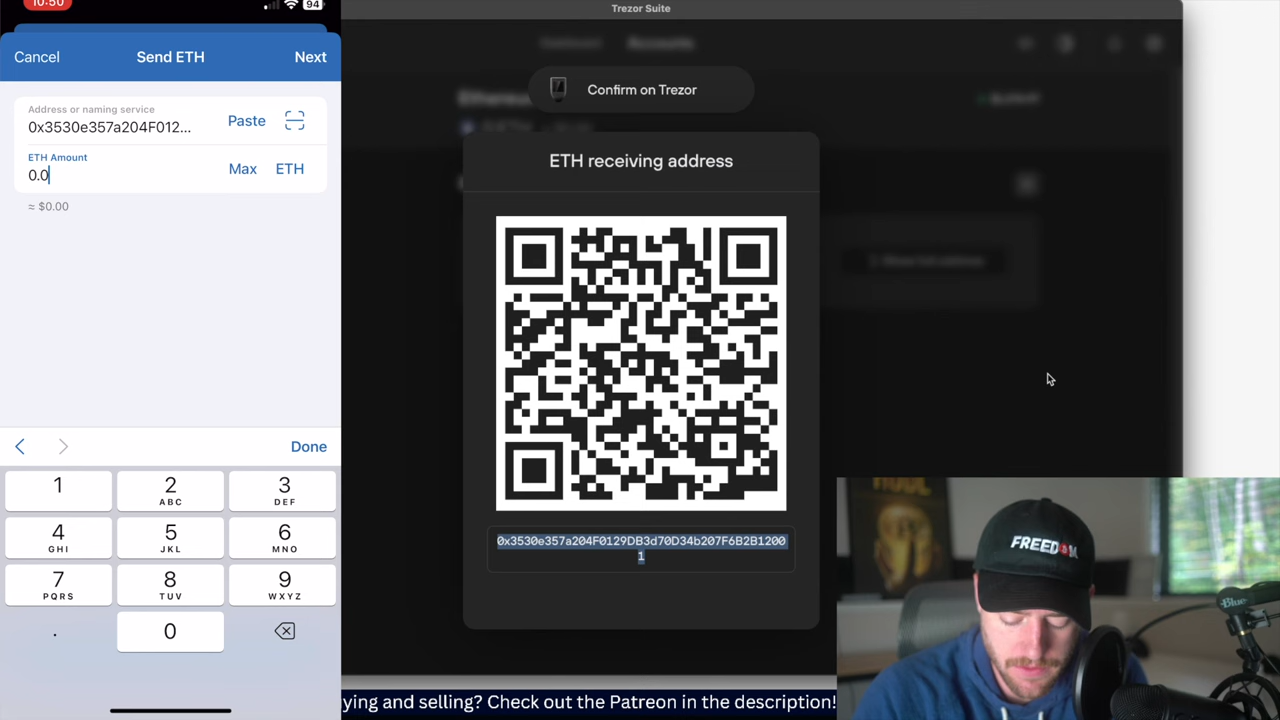 10:50
94
Cancel
Send ETH
Next
Address or naming service
0x3530e357a204F012...
Paste
ETH Amount
0.0
Max
ETH
≈ $0.00
Done
1
2
ABC
3
DEF
4
GHI
5
JKL
6
MNO
7
PQRS
8
TUV
9
WXYZ
.
0
Trezor Suite
Accounts
Confirm on Trezor
ETH receiving address
0x3530e357a204F0129DB3d70D34b207F6B2B1200
1
HODL
Blue
ying and selling? Check out the Patreon in the description!